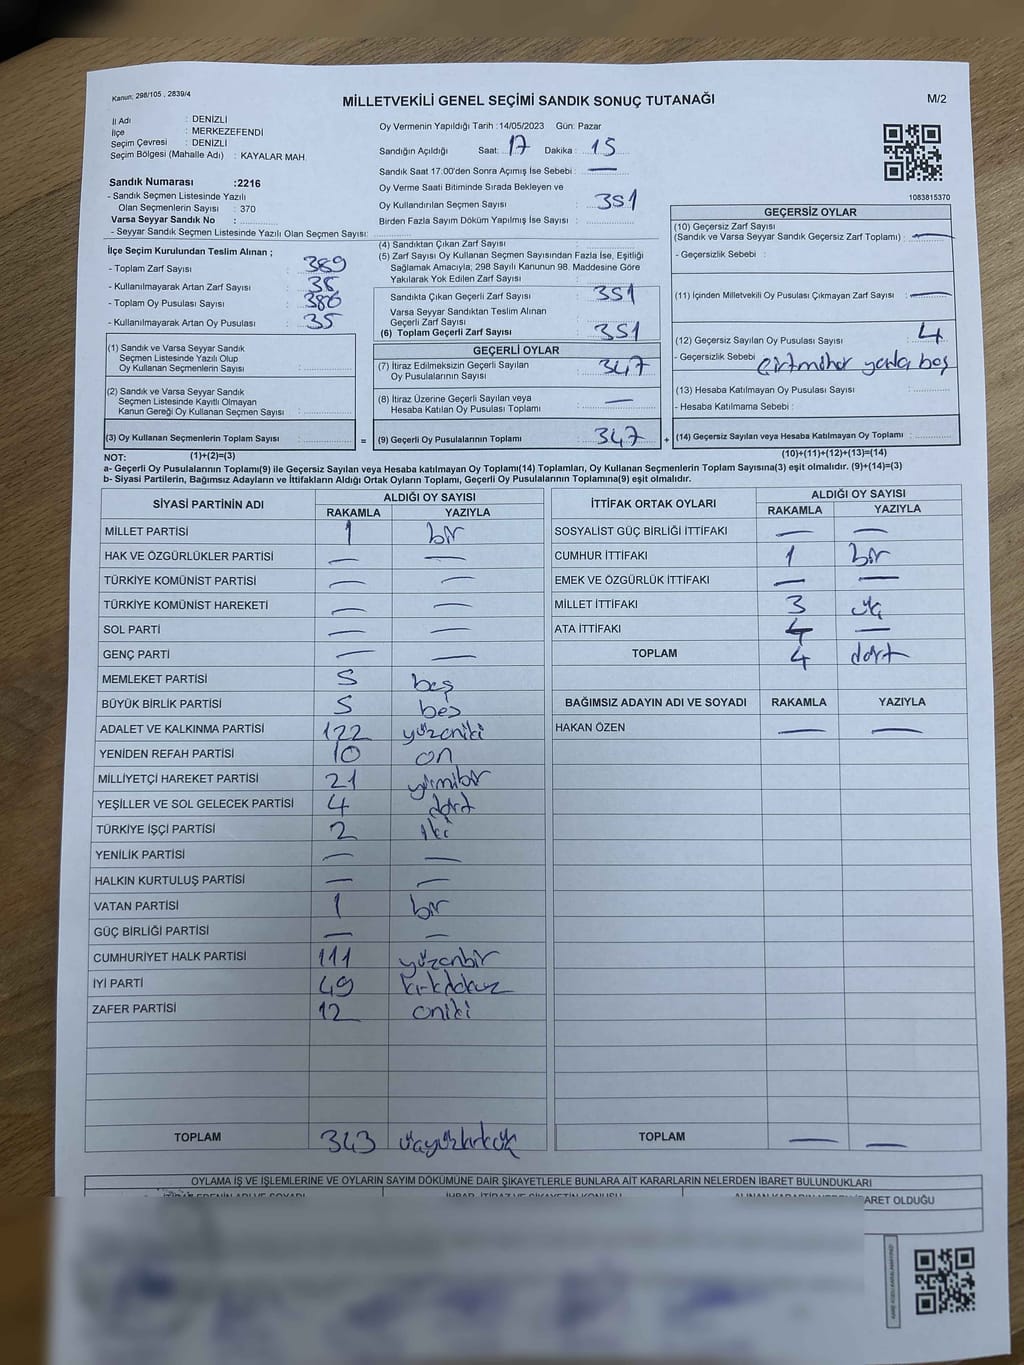 Kanun; 298/105 , 2839/4
MİLLETVEKİLİ GENEL SEÇİMİ SANDIK SONUÇ TUTANAĞI
M/2
İl Adı : DENİZLİ
İlçe : MERKEZEFENDİ
Seçim Çevresi : DENİZLİ
Seçim Bölgesi (Mahalle Adı) : KAYALAR MAH.
Oy Vermenin Yapıldığı Tarih :14/05/2023 Gün: Pazar
Sandığın Açıldığı Saat: 17 Dakika : 15
Sandık Saat 17.00'den Sonra Açımış İse Sebebi : —
Oy Verme Saati Bitiminde Sırada Bekleyen ve
Oy Kullandırılan Seçmen Sayısı : 351
Birden Fazla Sayım Döküm Yapılmış İse Sayısı :
1083815370
Sandık Numarası :2216
- Sandık Seçmen Listesinde Yazılı
Olan Seçmenlerin Sayısı : 370
Varsa Seyyar Sandık No :
- Seyyar Sandık Seçmen Listesinde Yazılı Olan Seçmen Sayısı:
İlçe Seçim Kurulundan Teslim Alınan ;
- Toplam Zarf Sayısı : 389
- Kullanılmayarak Artan Zarf Sayısı : 38
- Toplam Oy Pusulası Sayısı : 386
- Kullanılmayarak Artan Oy Pusulası : 35
(1) Sandık ve Varsa Seyyar Sandık
Seçmen Listesinde Yazılı Olup
Oy Kullanan Seçmenlerin Sayısı :
(2) Sandık ve Varsa Seyyar Sandık
Seçmen Listesinde Kayıtlı Olmayan
Kanun Gereği Oy Kullanan Seçmen Sayısı :
(3) Oy Kullanan Seçmenlerin Toplam Sayısı :
=
(4) Sandıktan Çıkan Zarf Sayısı :
(5) Zarf Sayısı Oy Kullanan Seçmen Sayısından Fazla İse, Eşitliği
Sağlamak Amacıyla; 298 Sayılı Kanunun 98. Maddesine Göre
Yakılarak Yok Edilen Zarf Sayısı :
Sandıkta Çıkan Geçerli Zarf Sayısı : 351
Varsa Seyyar Sandıktan Teslim Alınan
Geçerli Zarf Sayısı :
(6) Toplam Geçerli Zarf Sayısı : 351
GEÇERLİ OYLAR
(7) İtiraz Edilmeksizin Geçerli Sayılan
Oy Pusulalarının Sayısı : 347
(8) İtiraz Üzerine Geçerli Sayılan veya
Hesaba Katılan Oy Pusulası Toplamı : —
(9) Geçerli Oy Pusulalarının Toplamı : 347
+
GEÇERSİZ OYLAR
(10) Geçersiz Zarf Sayısı
(Sandık ve Varsa Seyyar Sandık Geçersiz Zarf Toplamı) : —
- Geçersizlik Sebebi :
(11) İçinden Milletvekili Oy Pusulası Çıkmayan Zarf Sayısı : —
(12) Geçersiz Sayılan Oy Pusulası Sayısı : 4
- Geçersizlik Sebebi boş
(13) Hesaba Katılmayan Oy Pusulası Sayısı :
- Hesaba Katılmama Sebebi :
(14) Geçersiz Sayılan veya Hesaba Katılmayan Oy Toplamı :
NOT: (1)+(2)=(3)
(10)+(11)+(12)+(13)=(14)
a- Geçerli Oy Pusulalarının Toplamı(9) ile Geçersiz Sayılan veya Hesaba katılmayan Oy Toplamı(14) Toplamları, Oy Kullanan Seçmenlerin Toplam Sayısına(3) eşit olmalıdır. (9)+(14)=(3)
b- Siyasi Partilerin, Bağımsız Adayların ve İttifakların Aldığı Ortak Oyların Toplamı, Geçerli Oy Pusulalarının Toplamına(9) eşit olmalıdır.
SİYASİ PARTİNİN ADI ALDIĞI OY SAYISI
RAKAMLA YAZIYLA
MİLLET PARTİSİ 1 bir
HAK VE ÖZGÜRLÜKLER PARTİSİ — —
TÜRKİYE KOMÜNİST PARTİSİ — —
TÜRKİYE KOMÜNİST HAREKETİ — —
SOL PARTİ — —
GENÇ PARTİ — —
MEMLEKET PARTİSİ 5 beş
BÜYÜK BİRLİK PARTİSİ 5 beş
ADALET VE KALKINMA PARTİSİ 122
YENİDEN REFAH PARTİSİ 10 on
MİLLİYETÇİ HAREKET PARTİSİ 21 yirmibir
YEŞİLLER VE SOL GELECEK PARTİSİ 4 dört
TÜRKİYE İŞÇİ PARTİSİ 2 iki
YENİLİK PARTİSİ — —
HALKIN KURTULUŞ PARTİSİ — —
VATAN PARTİSİ 1 bir
GÜÇ BİRLİĞİ PARTİSİ — —
CUMHURİYET HALK PARTİSİ 111 yüzonbir
İYİ PARTİ 49 kırkdokuz
ZAFER PARTİSİ 12 oniki
TOPLAM 343 üçyüzkırküç
İTTİFAK ORTAK OYLARI ALDIĞI OY SAYISI
RAKAMLA YAZIYLA
SOSYALİST GÜÇ BİRLİĞİ İTTİFAKI — —
CUMHUR İTTİFAKI 1 bir
EMEK VE ÖZGÜRLÜK İTTİFAKI — —
MİLLET İTTİFAKI 3 üç
ATA İTTİFAKI — —
TOPLAM 4 dört
BAĞIMSIZ ADAYIN ADI VE SOYADI RAKAMLA YAZIYLA
HAKAN ÖZEN — —
TOPLAM — —
OYLAMA İŞ VE İŞLEMLERİNE VE OYLARIN SAYIM DÖKÜMÜNE DAİR ŞİKAYETLERLE BUNLARA AİT KARARLARIN NELERDEN İBARET BULUNDUKLARI